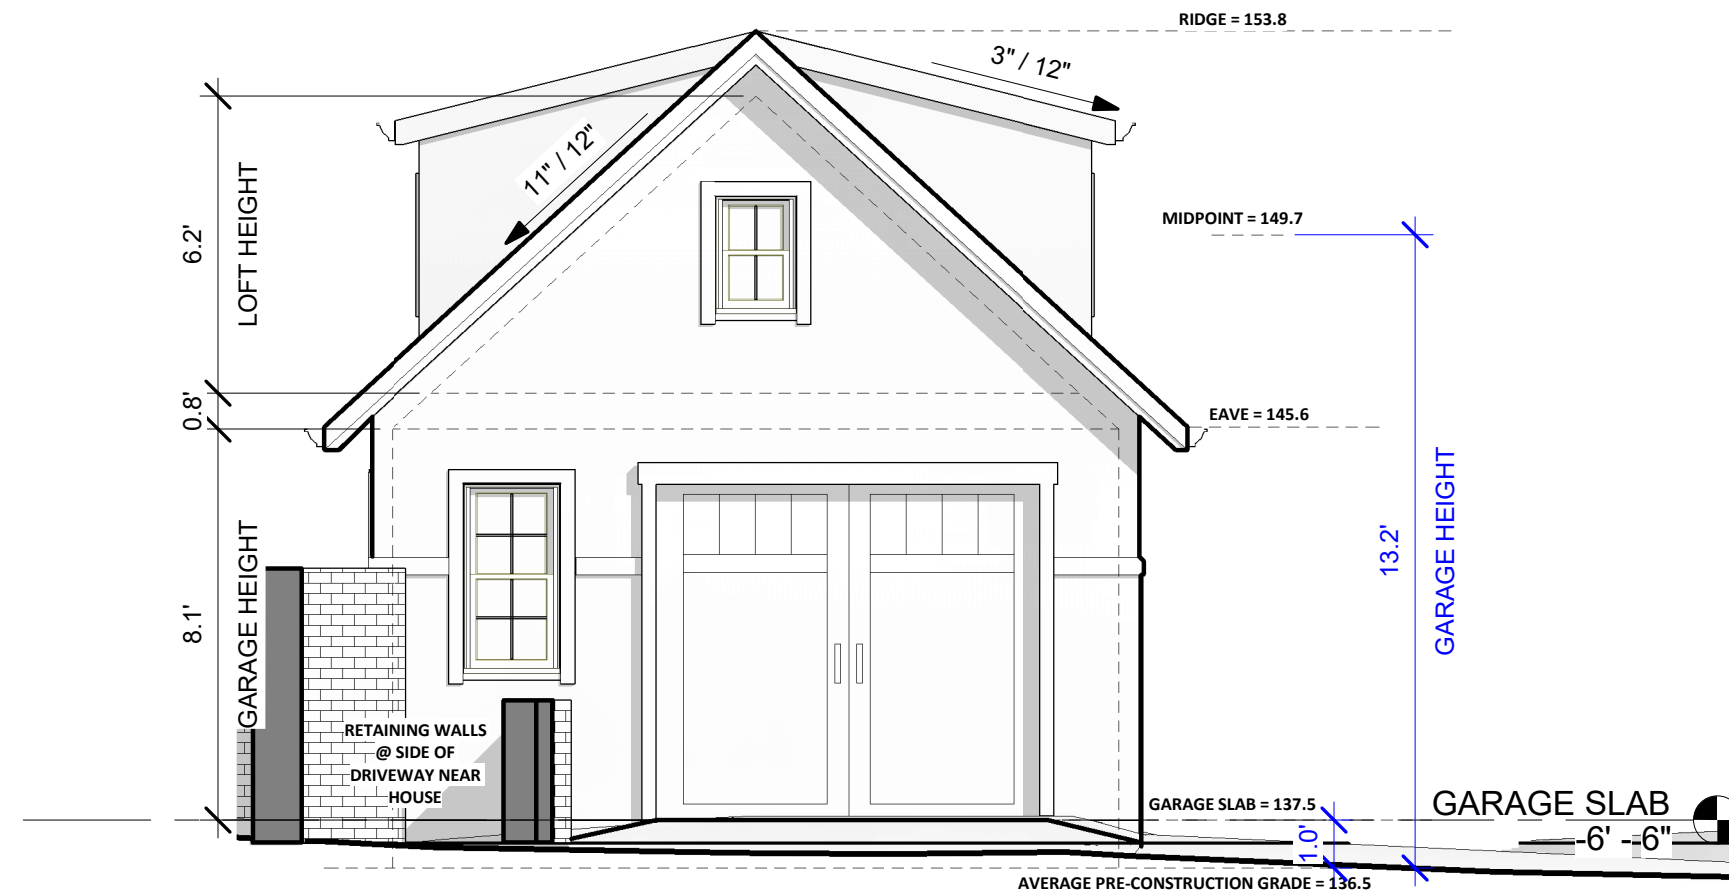 RIDGE = 153.8
3" / 12"
11" / 12"
LOFT HEIGHT
6.2'
MIDPOINT = 149.7
0.8'
EAVE = 145.6
GARAGE HEIGHT
8.1'
13.2'
GARAGE HEIGHT
RETAINING WALLS
@ SIDE OF
DRIVEWAY NEAR
HOUSE
GARAGE SLAB = 137.5
GARAGE SLAB
-6' - 6"
1.0'
AVERAGE PRE-CONSTRUCTION GRADE = 136.5